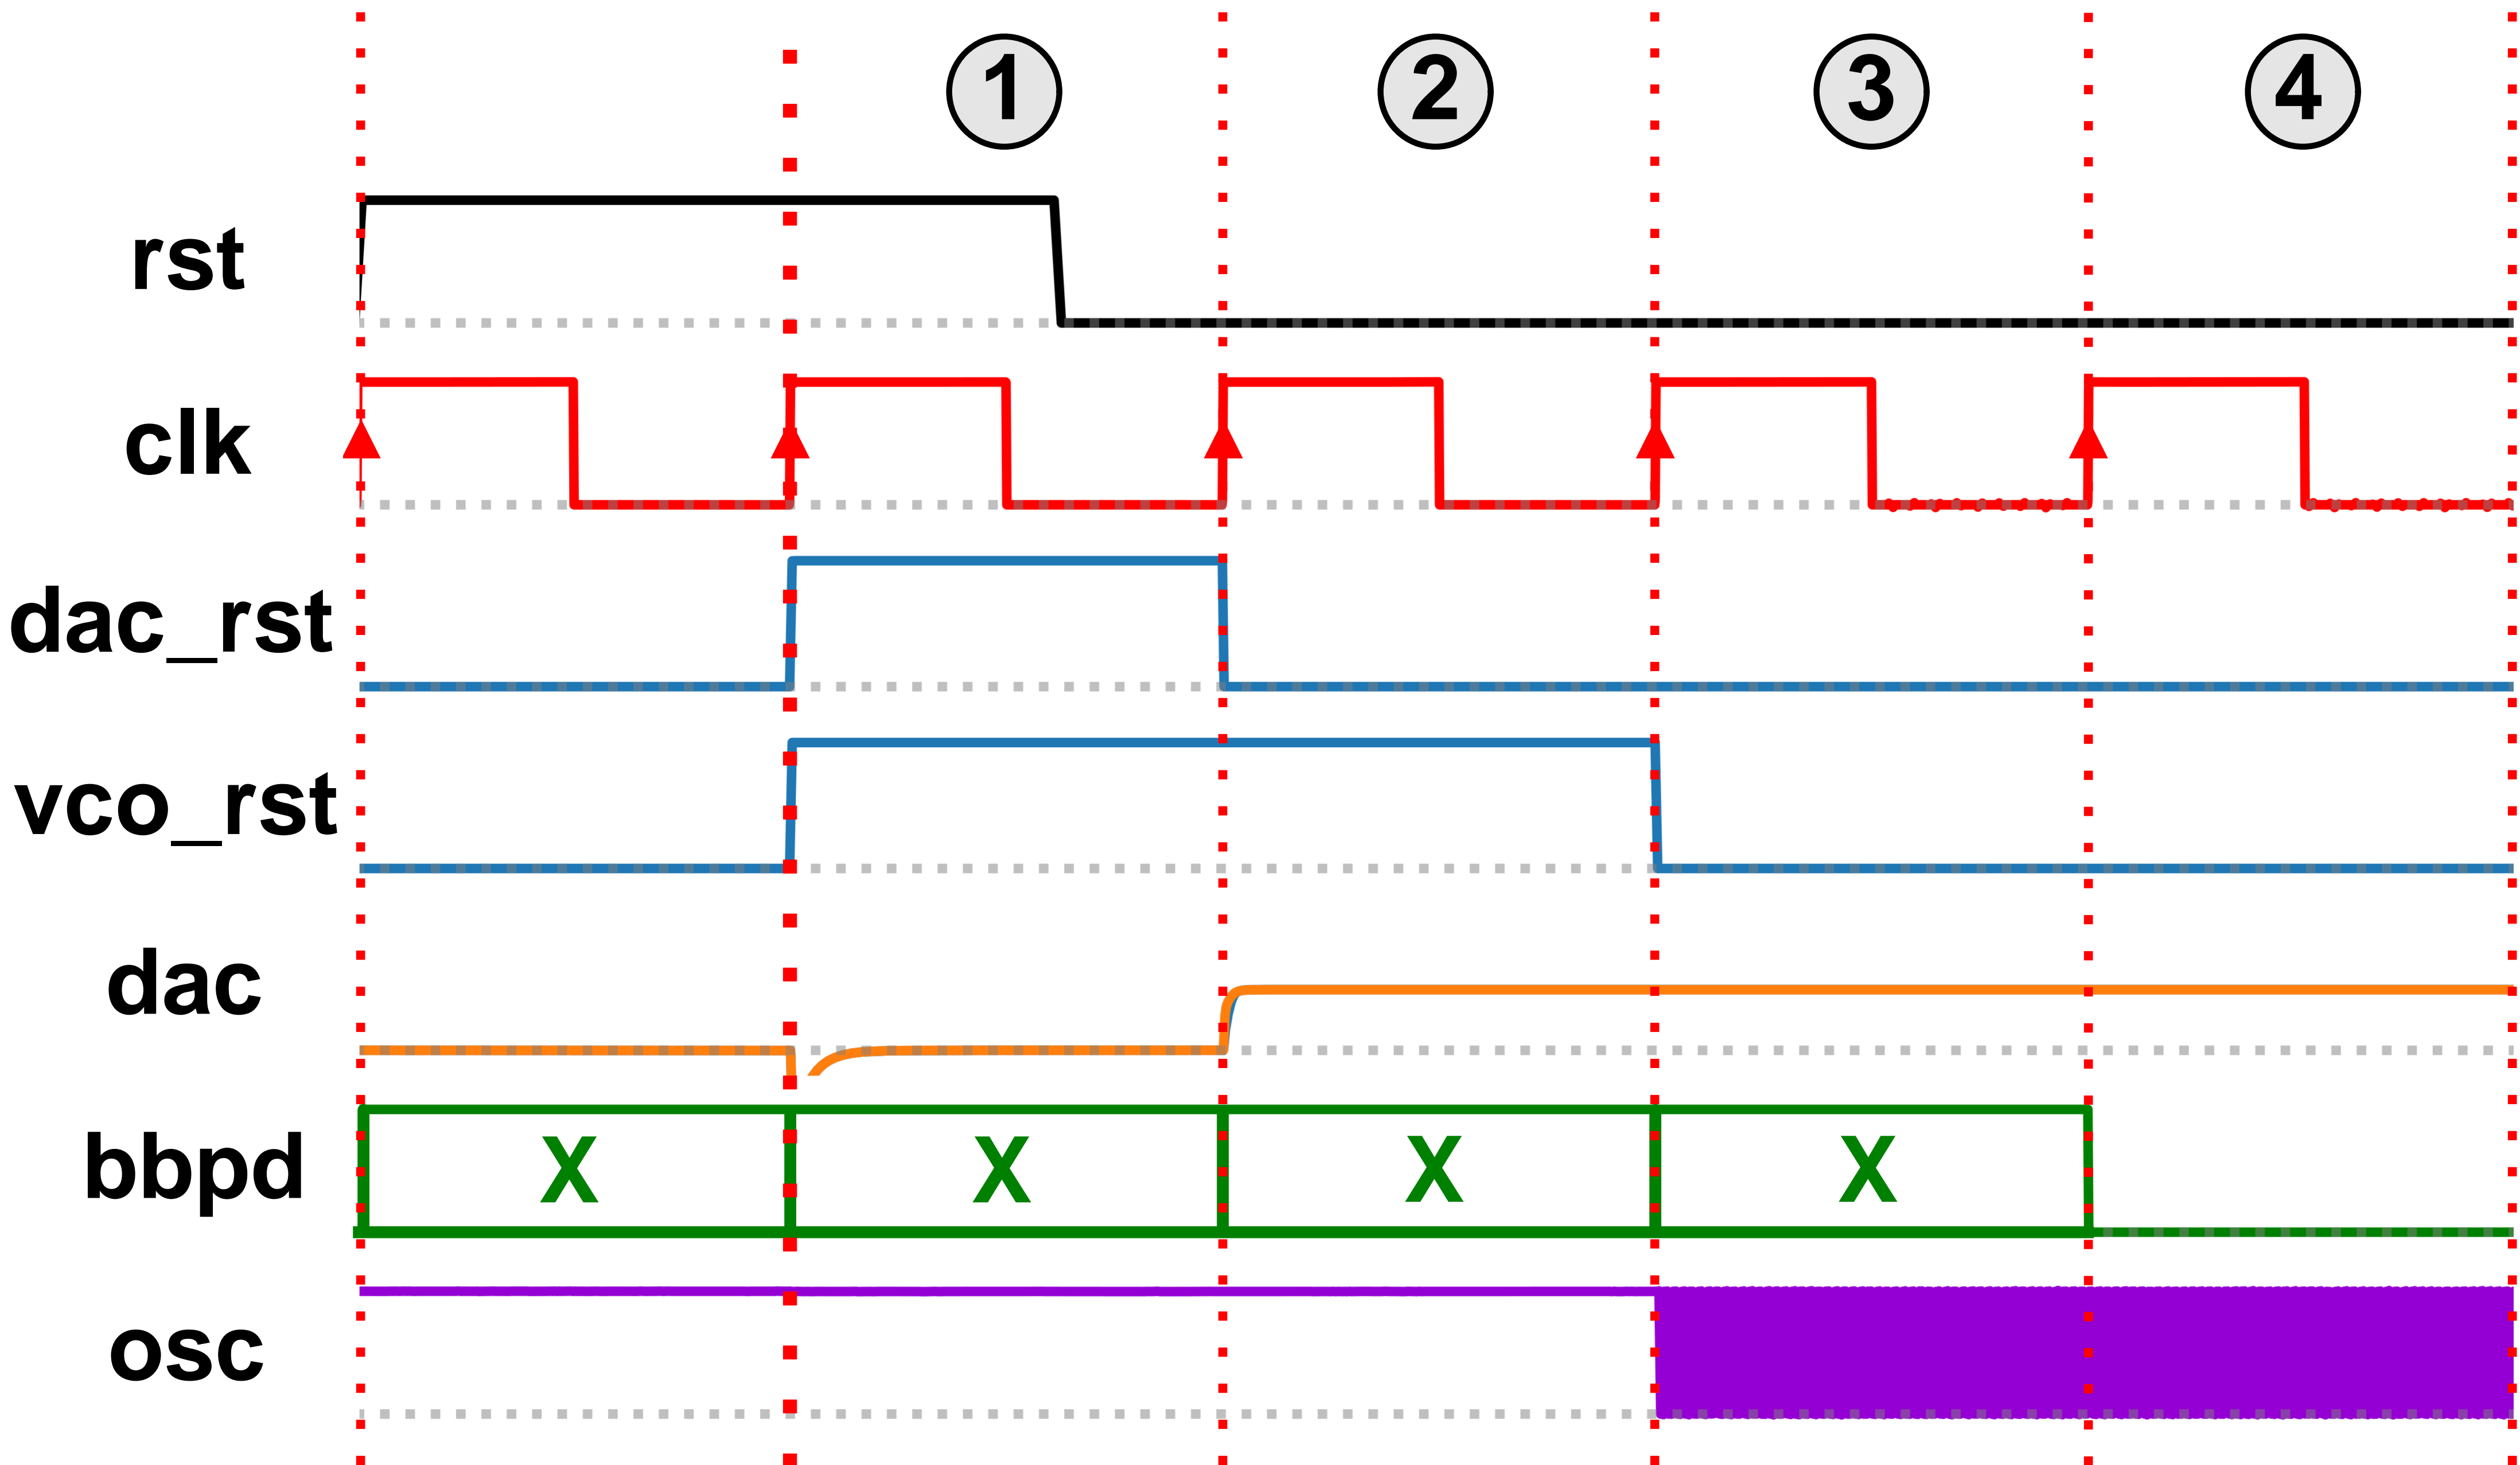 1 2 3 4
rst
clk
dac_rst
vco_rst
dac
bbpd X X X X
osc